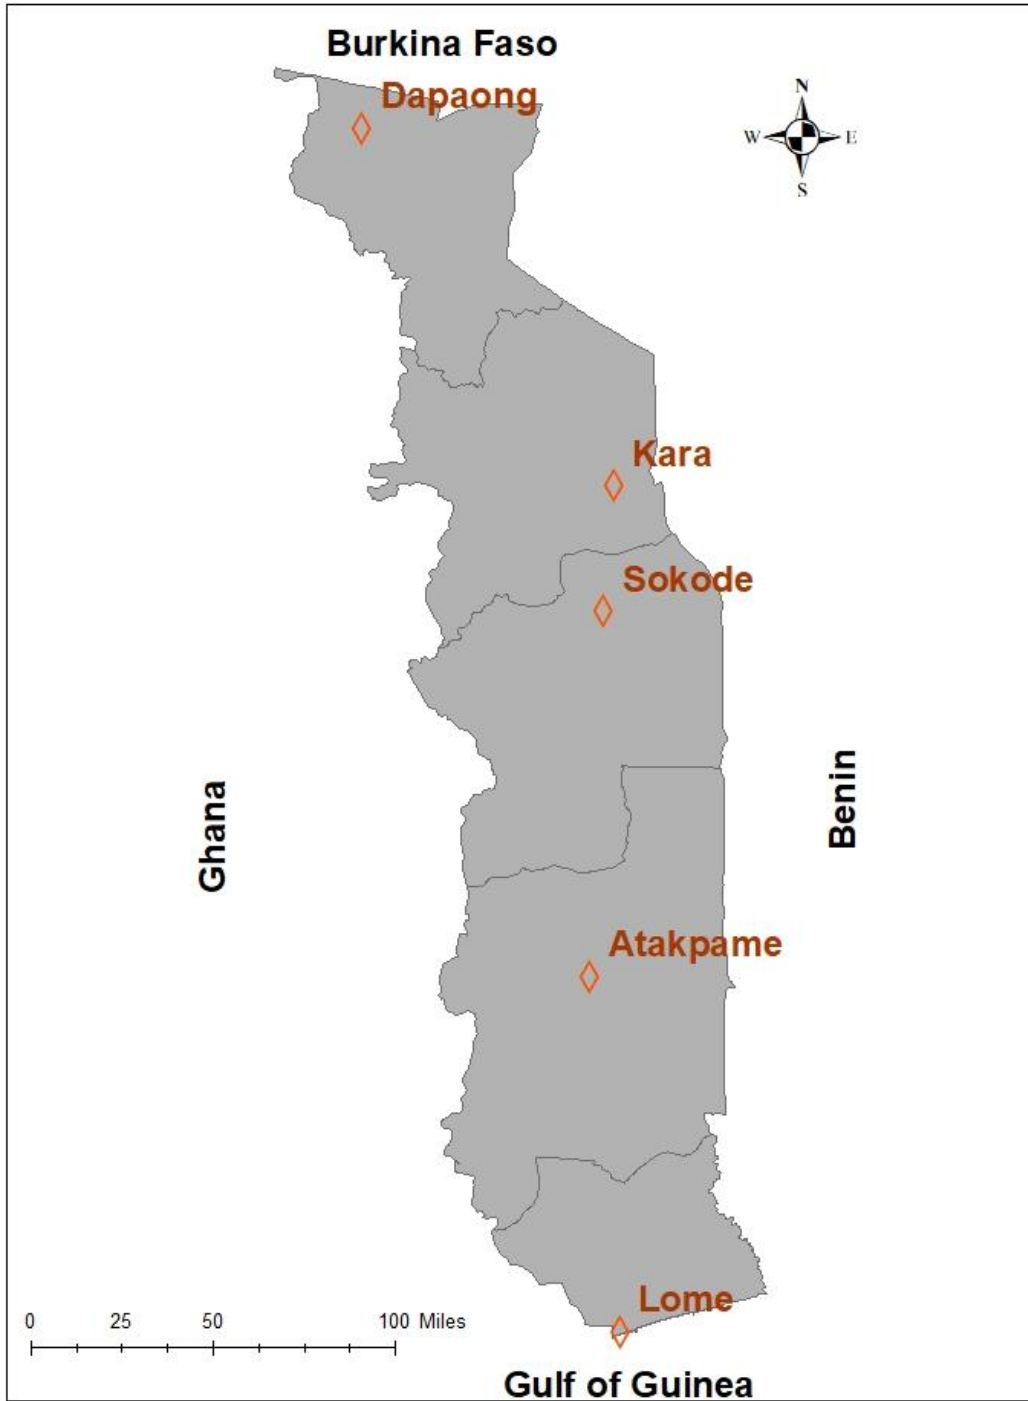 Burkina Faso
Dapaong
N
W E
S
Kara
Sokode
Ghana
Benin
Atakpame
Lome
0 25 50 100 Miles
Gulf of Guinea